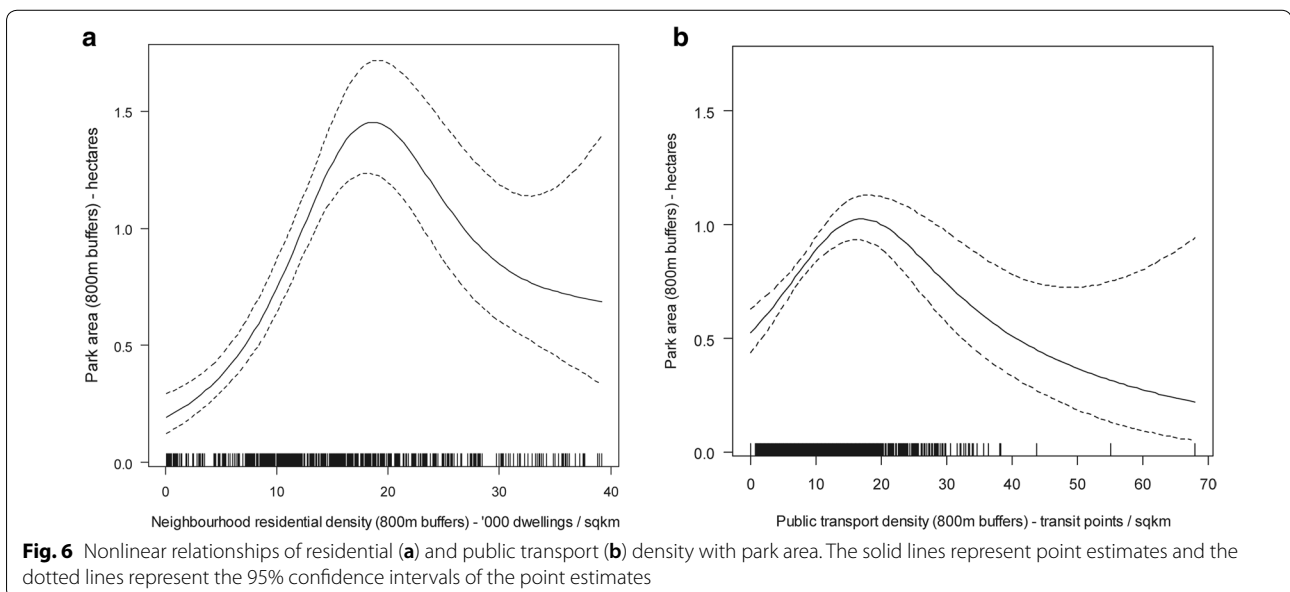 a
1.5
1.0
0.5
0.0
Park area (800m buffers) - hectares
0 10 20 30 40
Neighbourhood residential density (800m buffers) - '000 dwellings / sqkm
b
1.5
1.0
0.5
0.0
Park area (800m buffers) - hectares
0 10 20 30 40 50 60 70
Public transport density (800m buffers) - transit points / sqkm
Fig. 6 Nonlinear relationships of residential (a) and public transport (b) density with park area. The solid lines represent point estimates and the
dotted lines represent the 95% confidence intervals of the point estimates